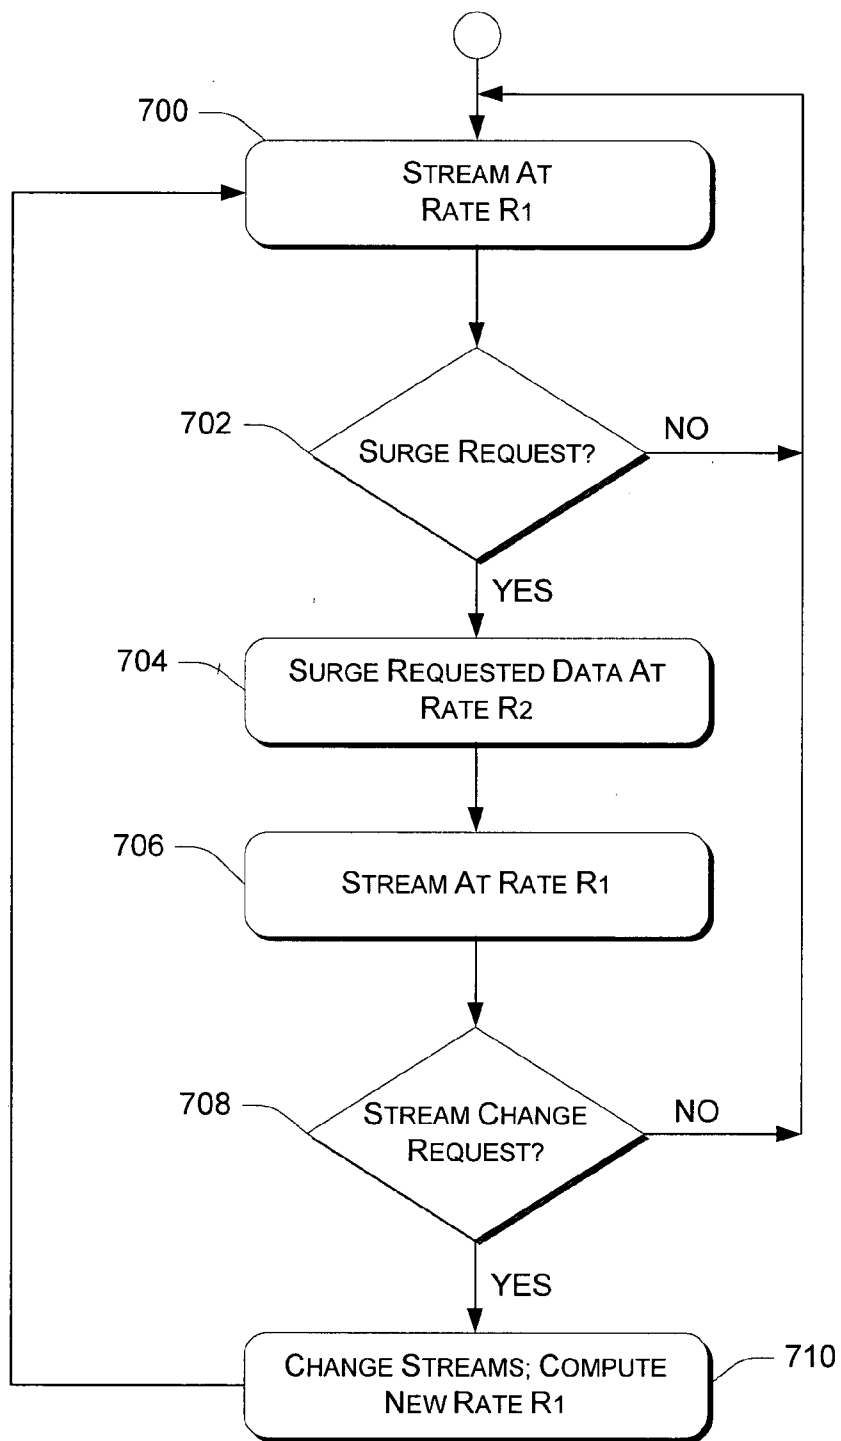 700
STREAM AT
RATE R1
702
SURGE REQUEST?
NO
YES
704
SURGE REQUESTED DATA AT
RATE R2
706
STREAM AT RATE R1
708
STREAM CHANGE
REQUEST?
NO
YES
CHANGE STREAMS; COMPUTE
NEW RATE R1
710